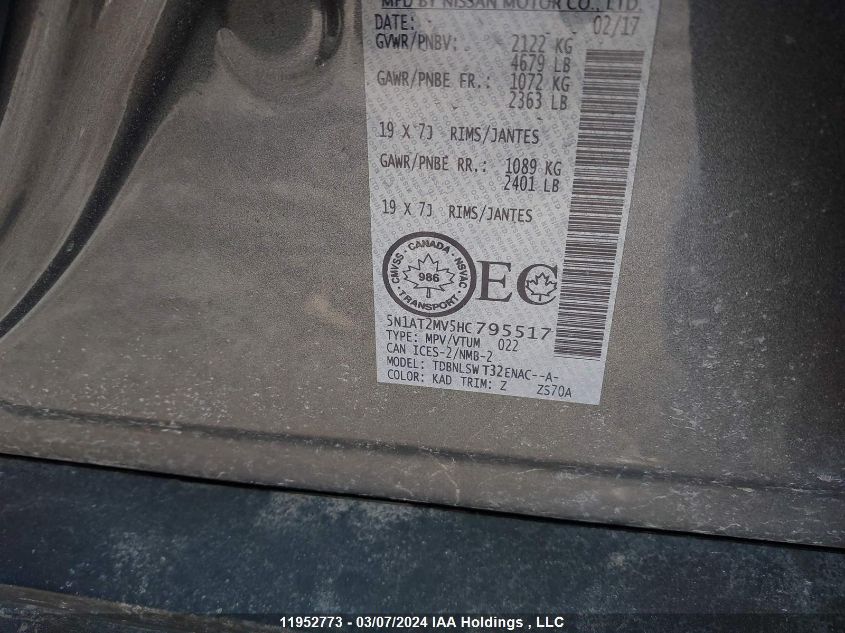 MFD BY NISSAN MOTOR CO., LTD.
DATE: 02/17
GVWR/PNBV: 2122 KG
4679 LB
GAWR/PNBE FR.: 1072 KG
2363 LB
19 X 7J RIMS/JANTES
GAWR/PNBE RR.: 1089 KG
2401 LB
19 X 7J RIMS/JANTES
CANADA
CMVSS 986 NSVAC
TRANSPORT
EC
5N1AT2MV5HC795517
TYPE: MPV/VTUM 022
CAN ICES-2/NMB-2
MODEL: TDBNLSW T32ENAC--A-
COLOR: KAD TRIM: Z ZS70A
11952773 - 03/07/2024 IAA Holdings , LLC